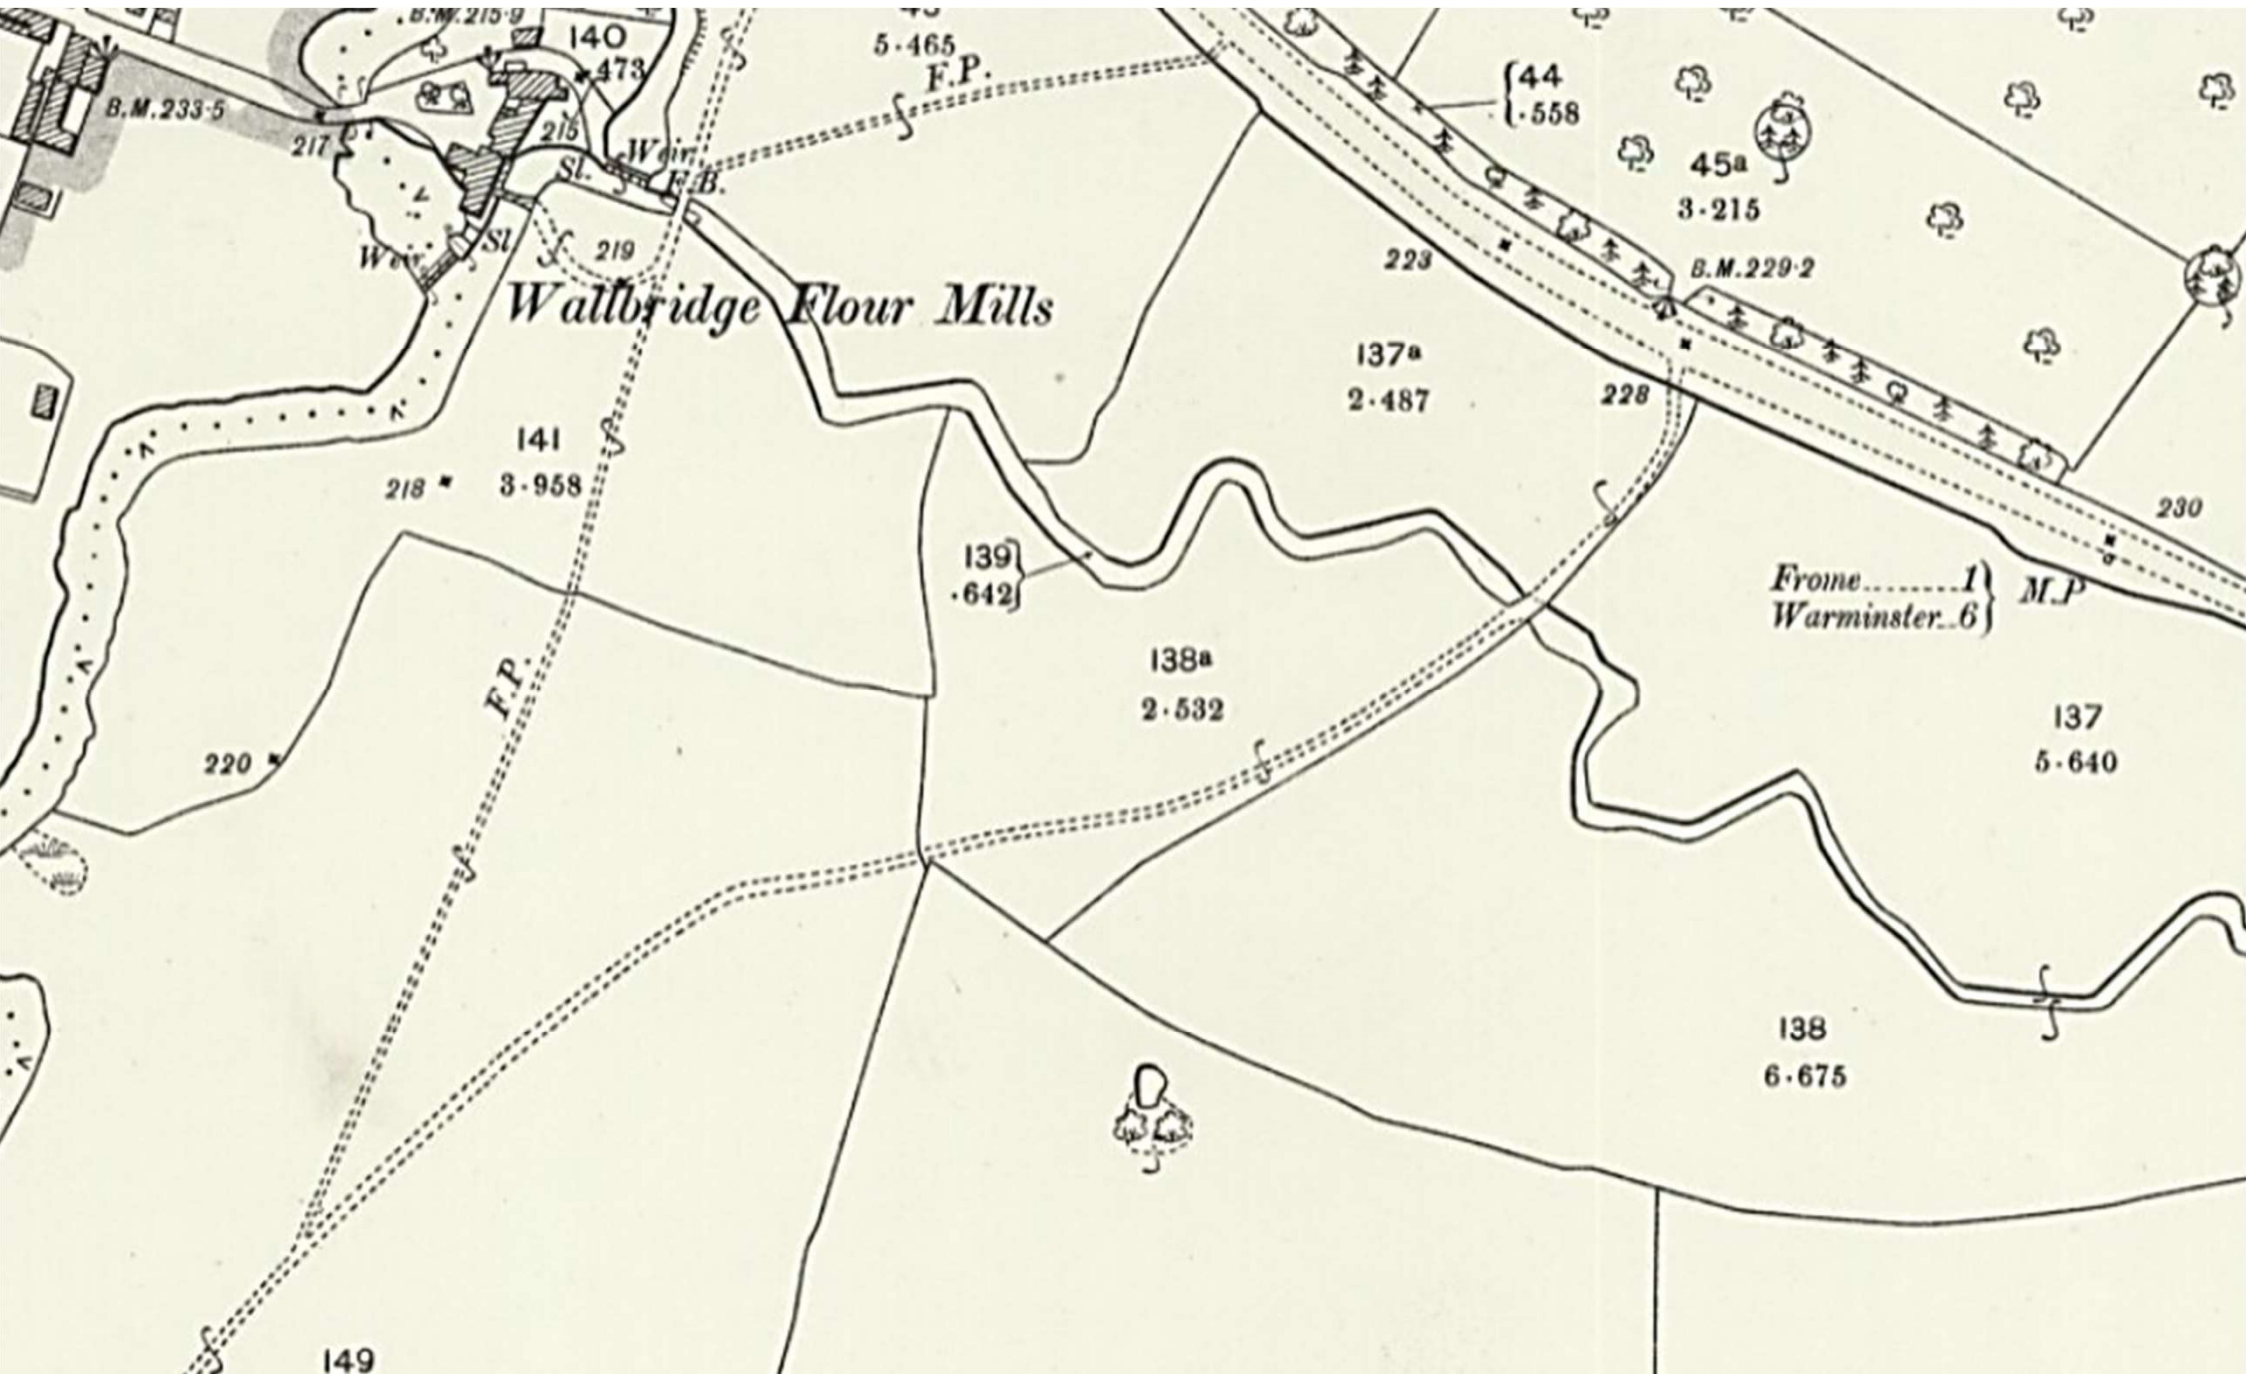 B.M.215·9
140
·473
5·465
F.P.
44
·558
B.M.233·5
217
215
Weir
Sl.
F.B.
45a
3·215
Weir
Sl
219
223
B.M.229·2
Wallbridge Flour Mills
137a
2·487
228
141
3·958
218
230
139
·642
Frome........1
Warminster...6
M.P
138a
2·532
F.P.
137
5·640
220
138
6·675
149